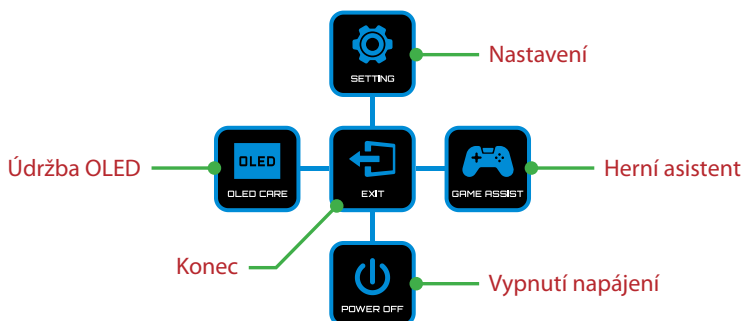 SETTING
Nastavení
OLED
OLED CARE
Údržba OLED
EXIT
GAME ASSIST
Herní asistent
Konec
POWER OFF
Vypnutí napájení